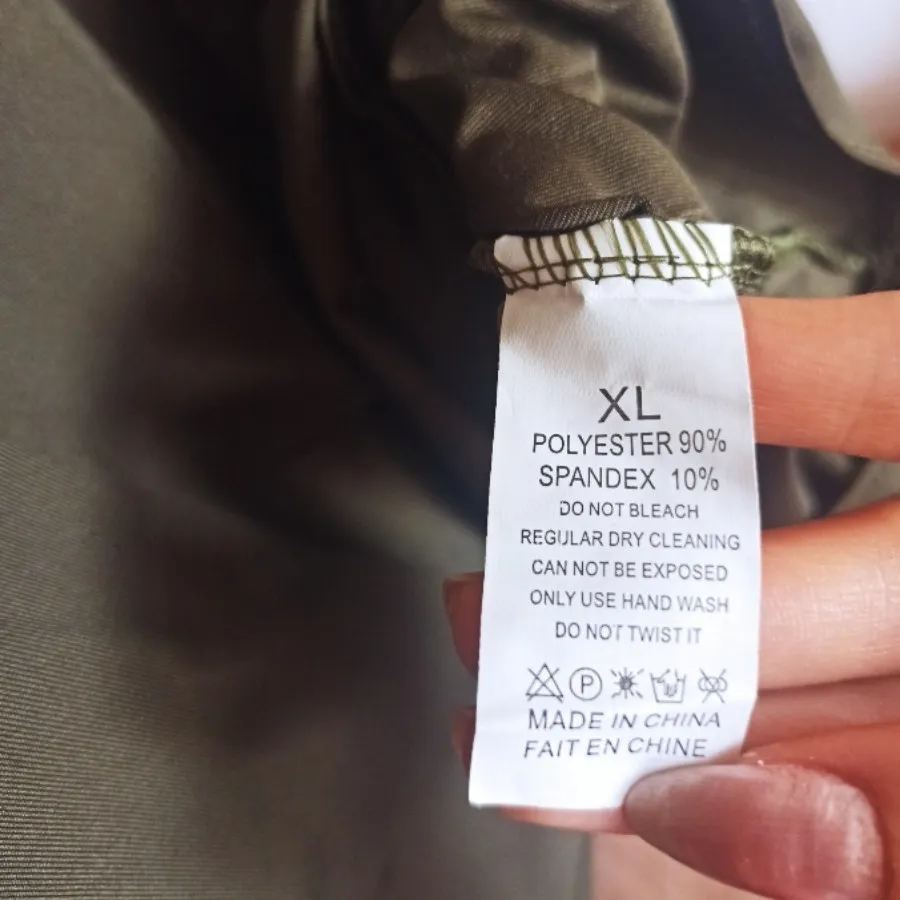 XL
POLYESTER 90%
SPANDEX 10%
DO NOT BLEACH
REGULAR DRY CLEANING
CAN NOT BE EXPOSED
ONLY USE HAND WASH
DO NOT TWIST IT
P
MADE IN CHINA
FAIT EN CHINE